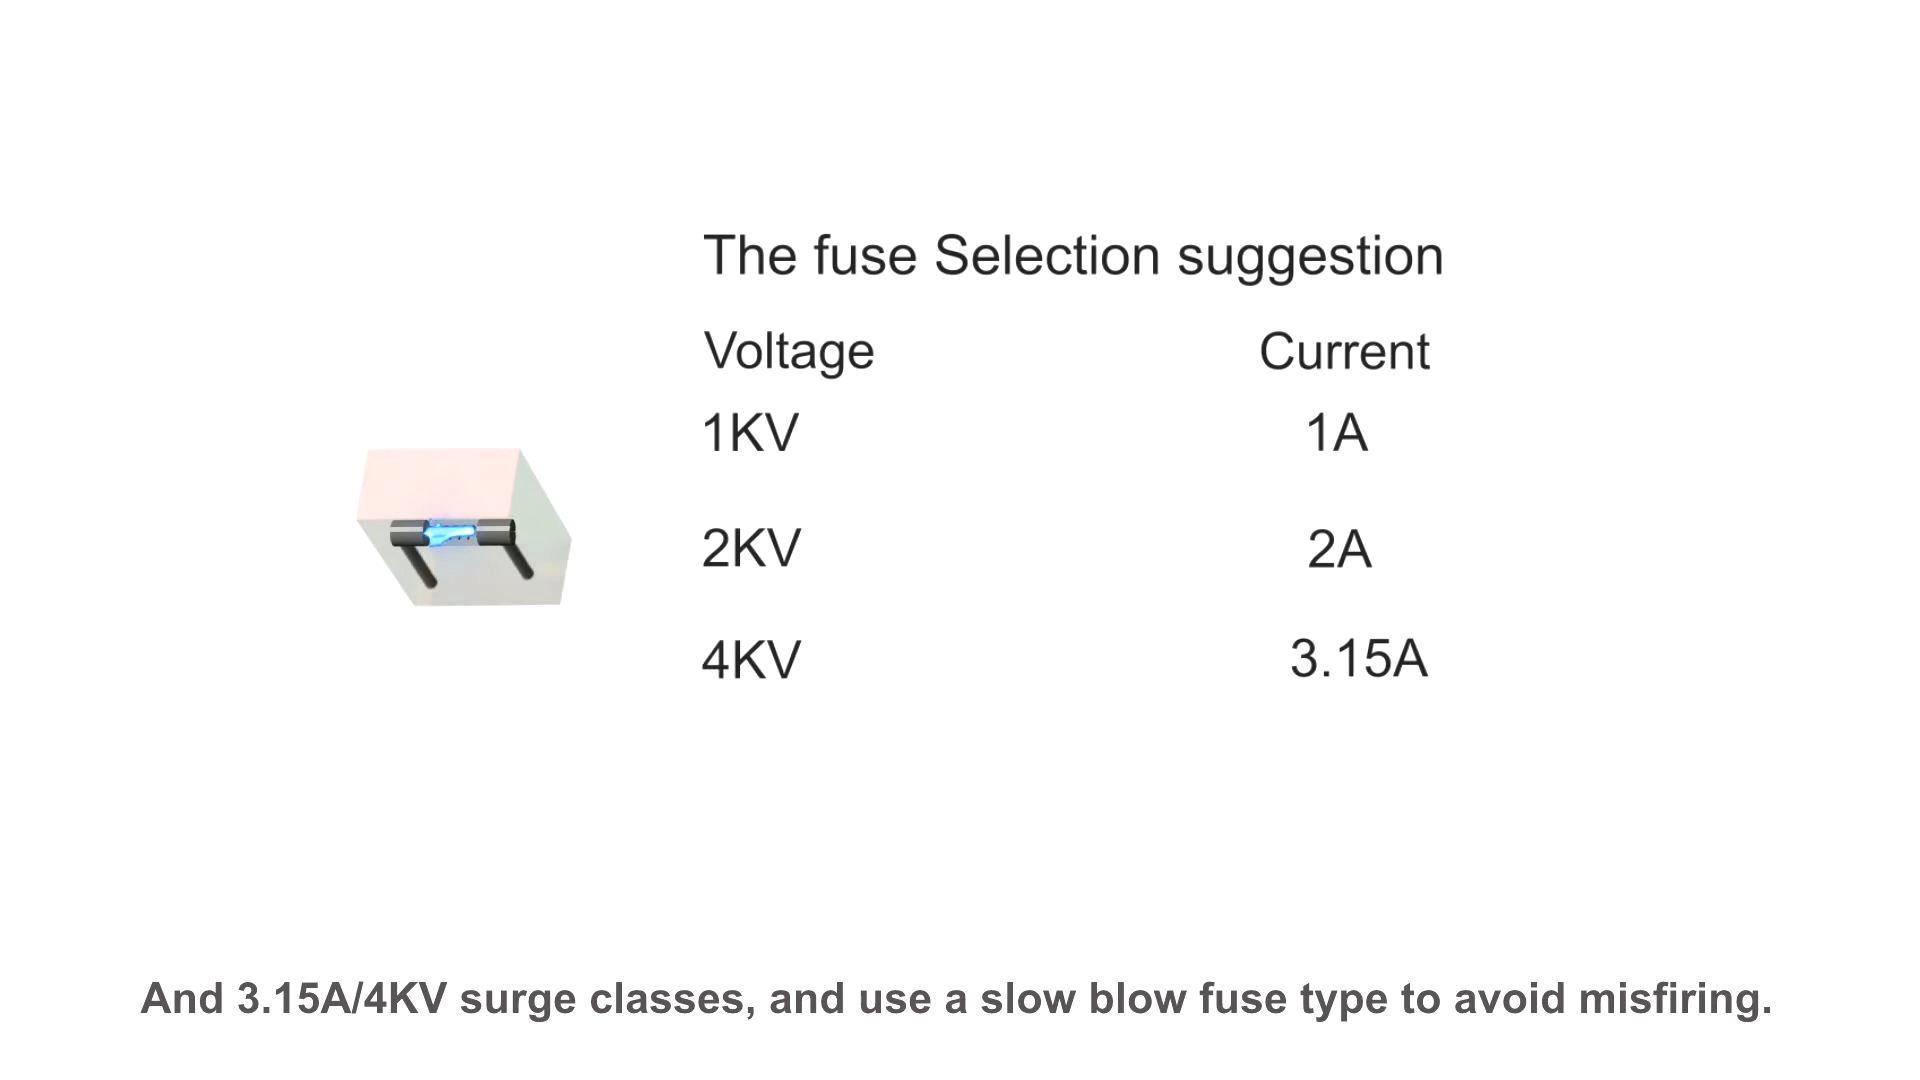 The fuse Selection suggestion
Voltage Current
1KV 1A
2KV 2A
4KV 3.15A
And 3.15A/4KV surge classes, and use a slow blow fuse type to avoid misfiring.